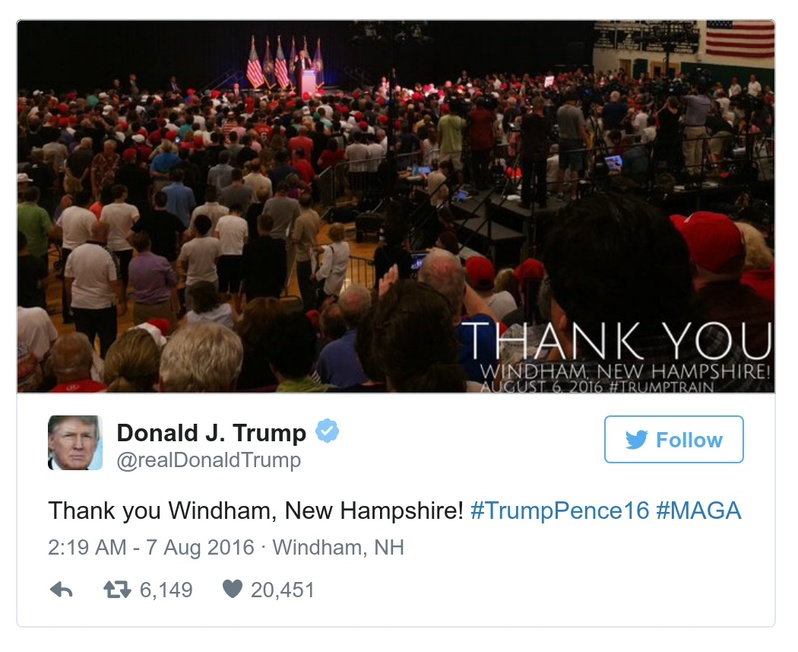 THANK YOU
WINDHAM, NEW HAMPSHIRE!
AUGUST 6, 2016 #TRUMPTRAIN
Donald J. Trump
@realDonaldTrump
Follow
Thank you Windham, New Hampshire! #TrumpPence16 #MAGA
2:19 AM - 7 Aug 2016 · Windham, NH
6,149 20,451